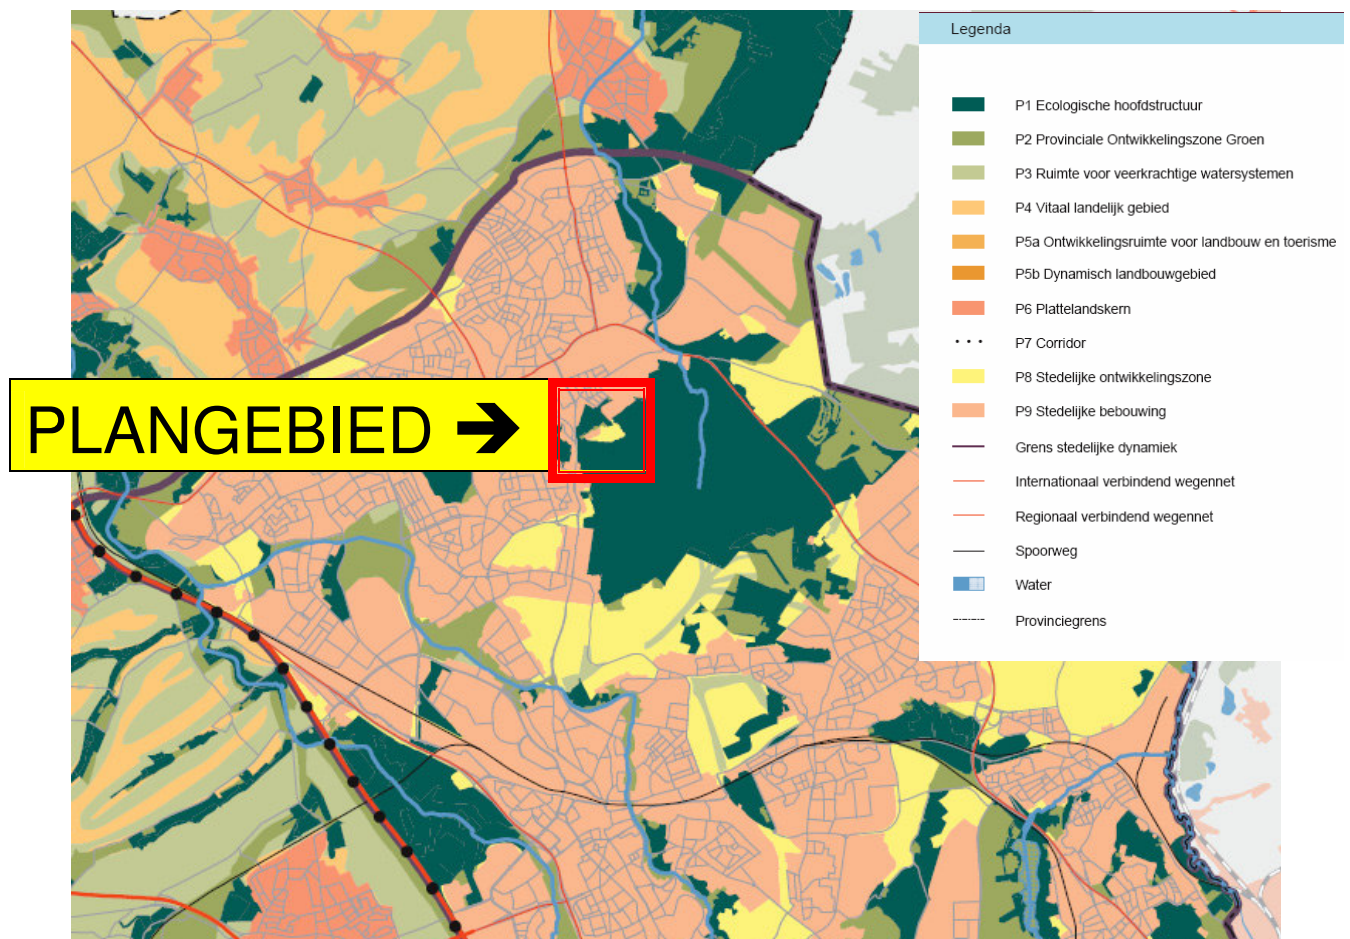 Legenda
P1 Ecologische hoofdstructuur
P2 Provinciale Ontwikkelingszone Groen
P3 Ruimte voor veerkrachtige watersystemen
P4 Vitaal landelijk gebied
P5a Ontwikkelingsruimte voor landbouw en toerisme
P5b Dynamisch landbouwgebied
P6 Plattelandskern
P7 Corridor
P8 Stedelijke ontwikkelingszone
P9 Stedelijke bebouwing
Grens stedelijke dynamiek
Internationaal verbindend wegennet
Regionaal verbindend wegennet
Spoorweg
Water
Provinciegrens
PLANGEBIED →